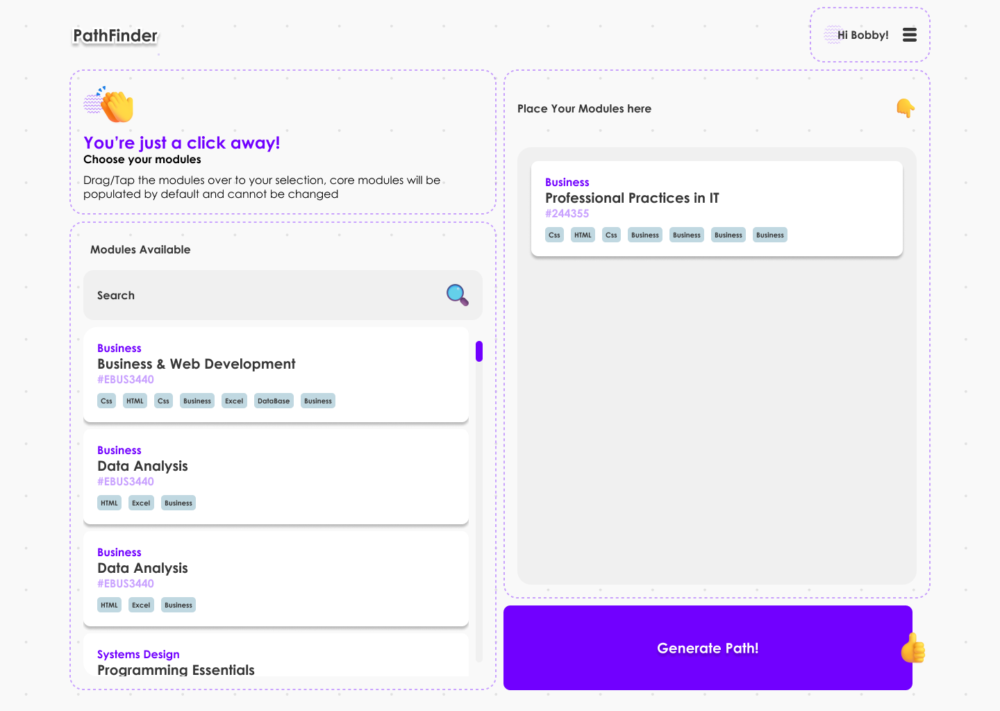 PathFinder
Hi Bobby!
You’re just a click away!
Choose your modules
Drag/Tap the modules over to your selection, core modules will be
populated by default and cannot be changed
Modules Available
Search
Business
Business & Web Development
#EBUS3440
Css HTML Css Business Excel DataBase Business
Business
Data Analysis
#EBUS3440
HTML Excel Business
Business
Data Analysis
#EBUS3440
HTML Excel Business
Systems Design
Programming Essentials
Place Your Modules here
Business
Professional Practices in IT
#244355
Css HTML Css Business Business Business Business
Generate Path!